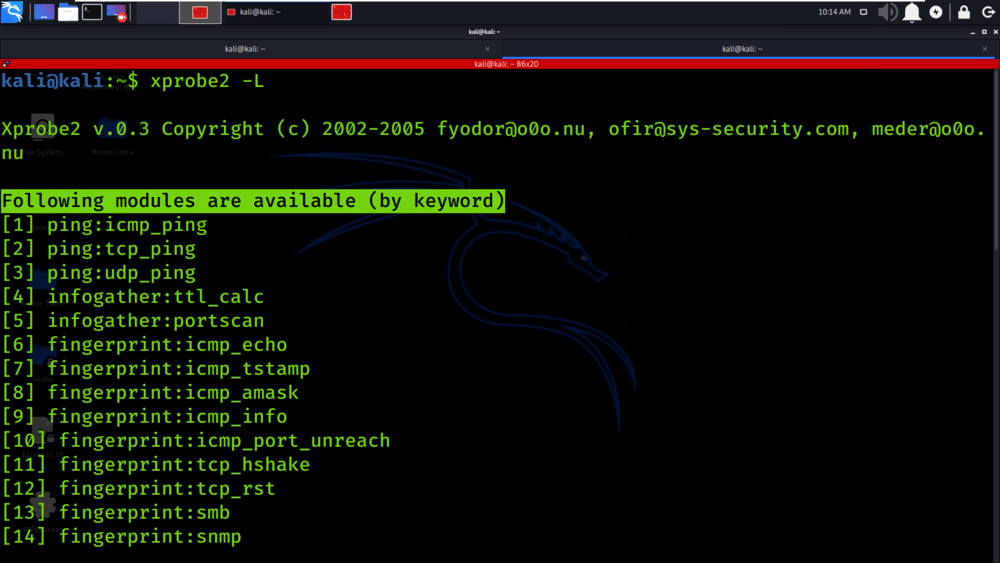 10:14 AM
kali@kali: ~
kali@kali: ~
kali@kali: ~
kali@kali: ~
kali@kali: ~ 86x20
kali@kali:~$ xprobe2 -L
Xprobe2 v.0.3 Copyright (c) 2002-2005 fyodor@o0o.nu, ofir@sys-security.com, meder@o0o.
nu
File System
ReconCobra
Following modules are available (by keyword)
[1] ping:icmp_ping
[2] ping:tcp_ping
[3] ping:udp_ping
[4] infogather:ttl_calc
[5] infogather:portscan
[6] fingerprint:icmp_echo
[7] fingerprint:icmp_tstamp
[8] fingerprint:icmp_amask
[9] fingerprint:icmp_info
[10] fingerprint:icmp_port_unreach
[11] fingerprint:tcp_hshake
[12] fingerprint:tcp_rst
[13] fingerprint:smb
[14] fingerprint:snmp